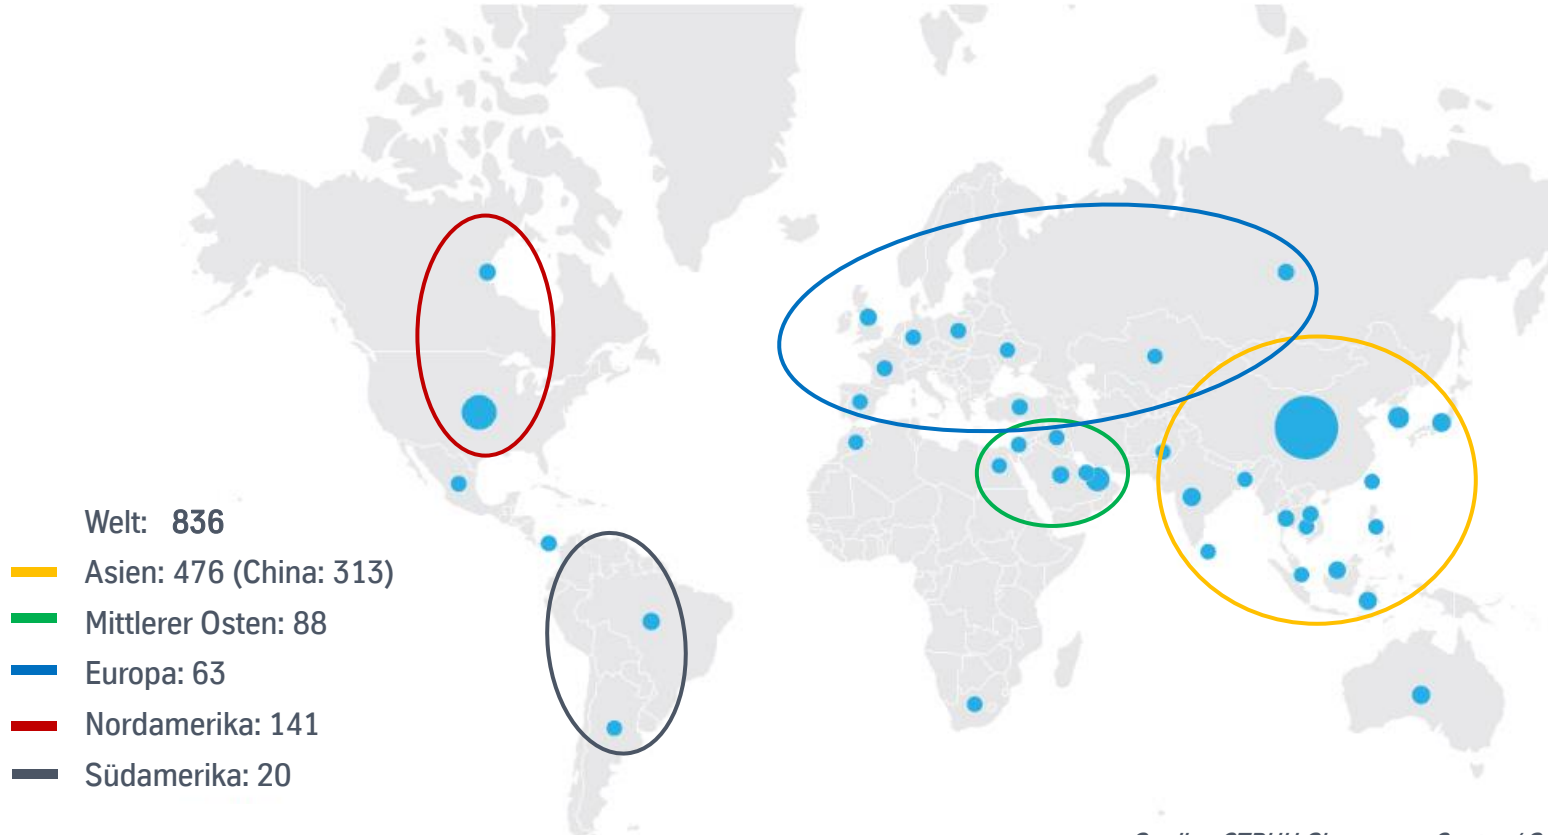 Welt: 836
Asien: 476 (China: 313)
Mittlerer Osten: 88
Europa: 63
Nordamerika: 141
Südamerika: 20